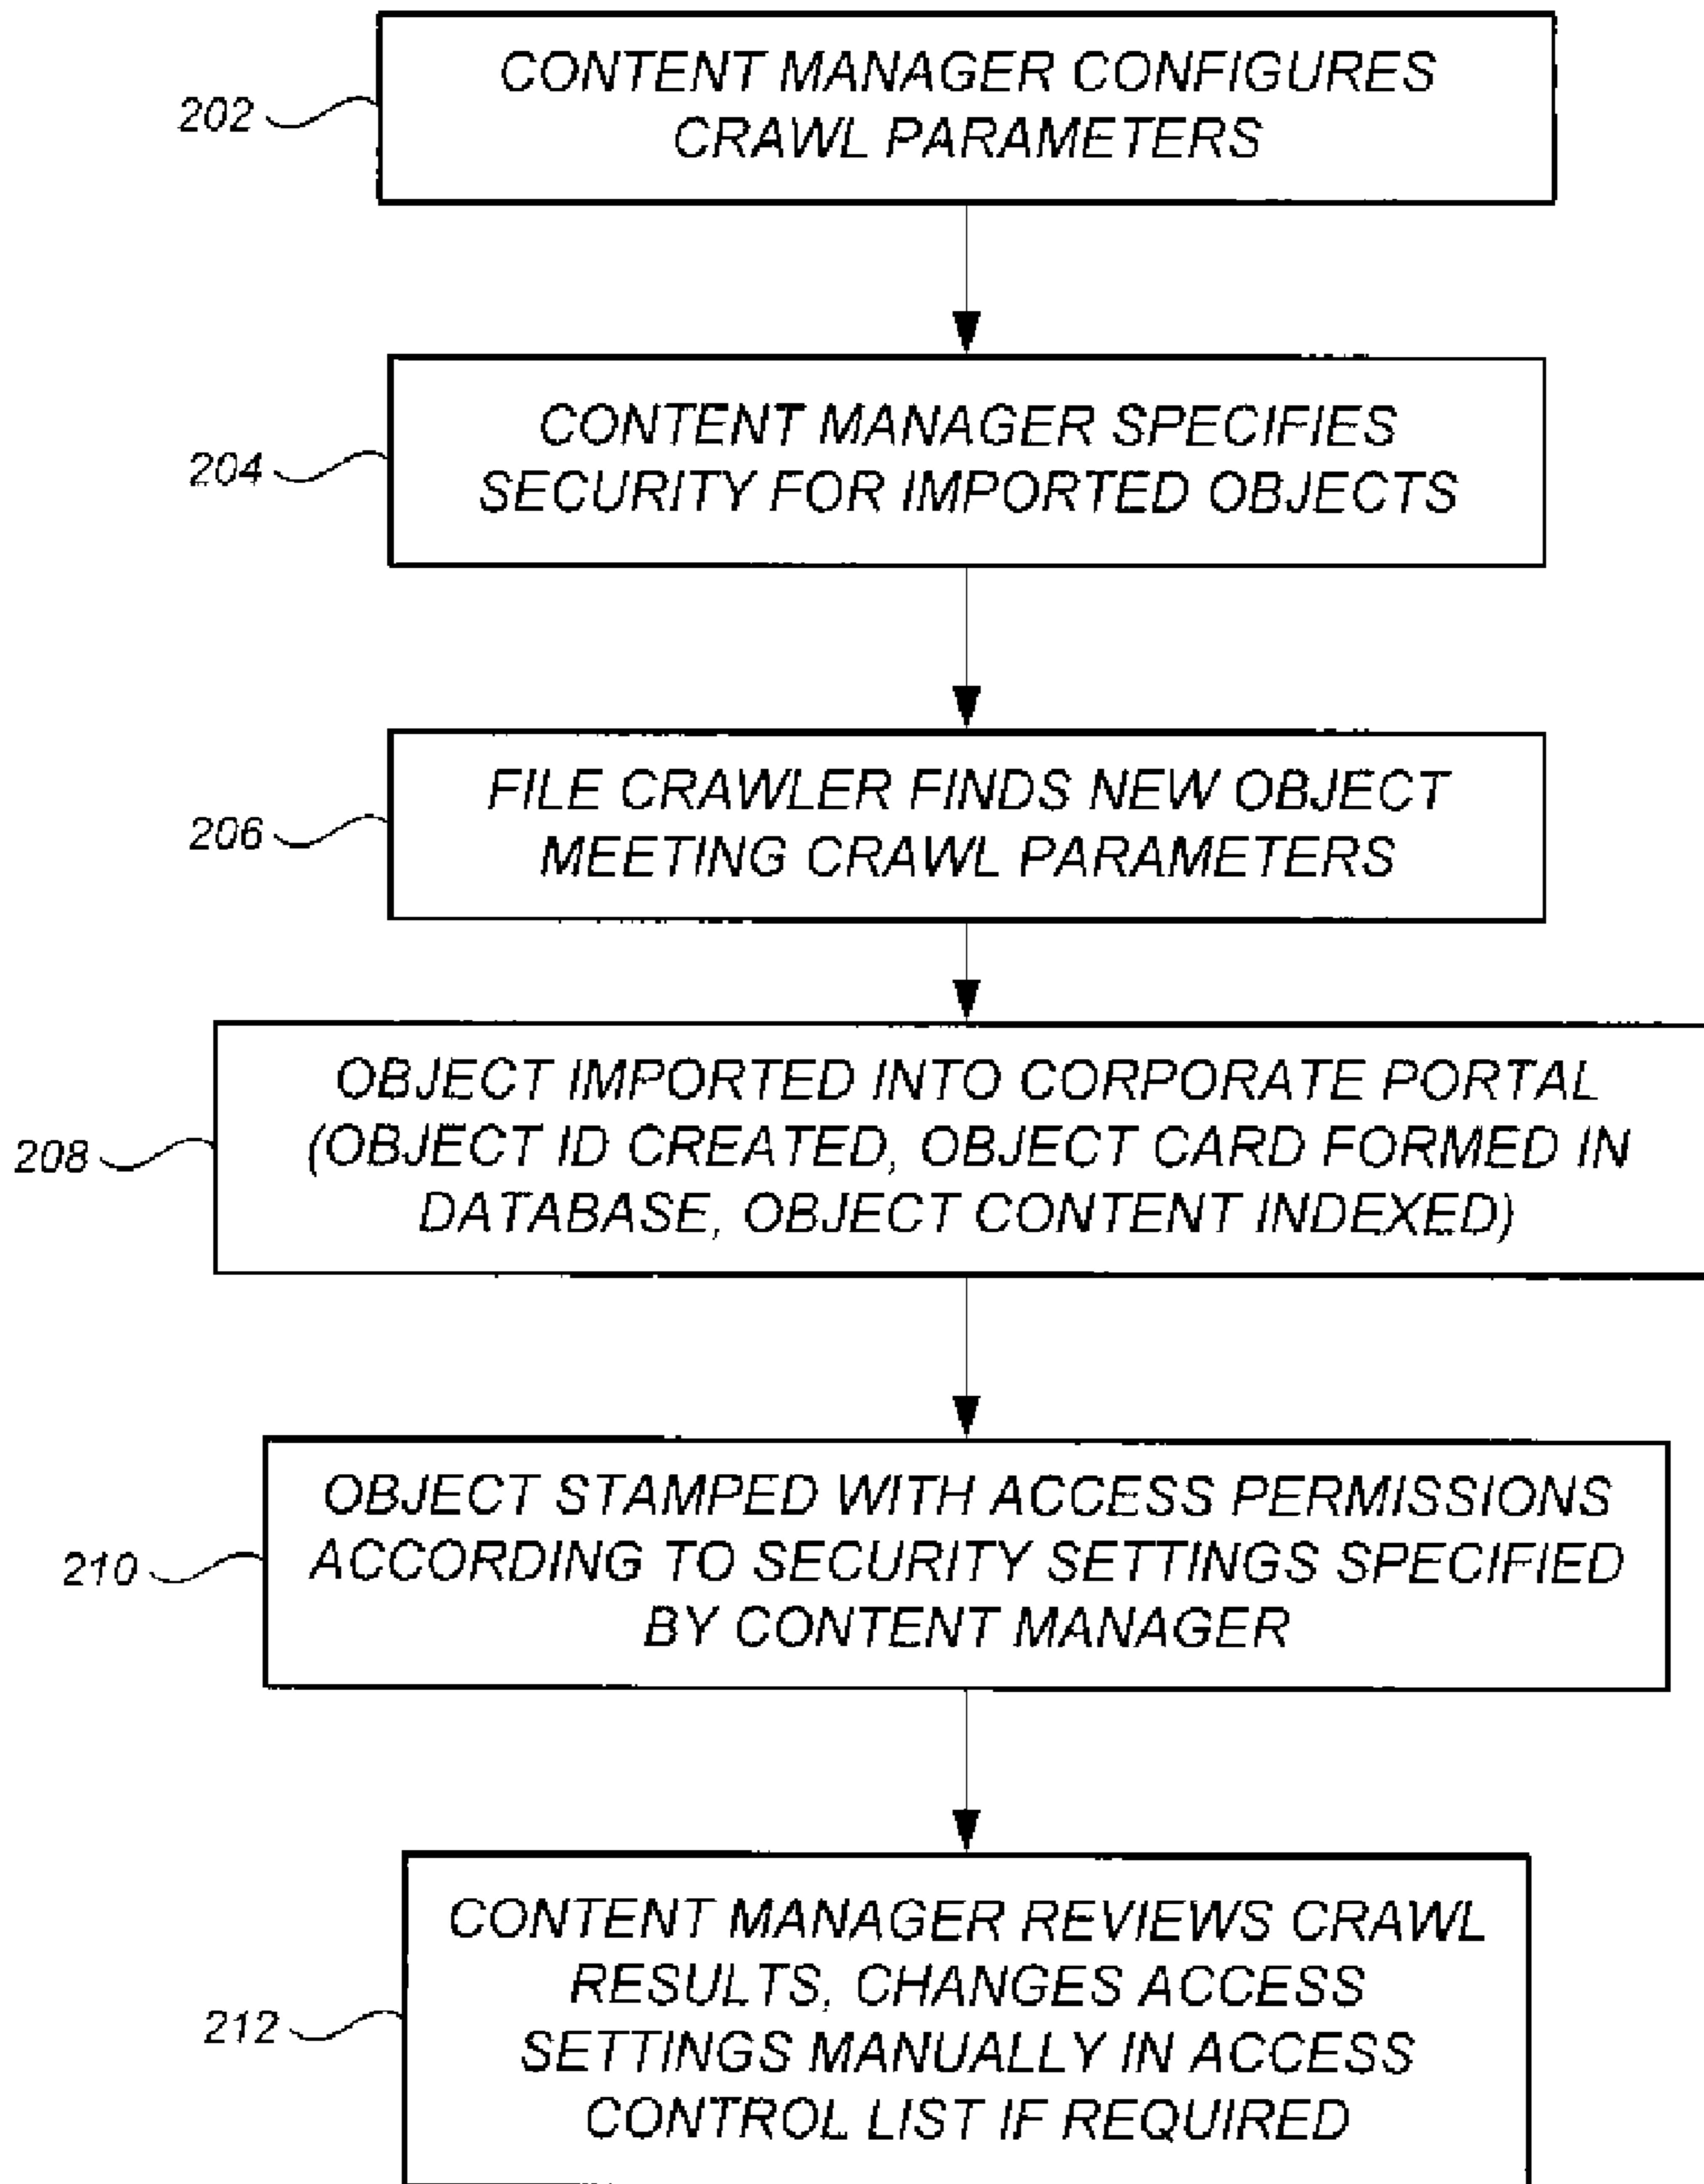 CONTENT MANAGER CONFIGURES
CRAWL PARAMETERS
202
CONTENT MANAGER SPECIFIES
SECURITY FOR IMPORTED OBJECTS
204
FILE CRAWLER FINDS NEW OBJECT
MEETING CRAWL PARAMETERS
206
OBJECT IMPORTED INTO CORPORATE PORTAL
(OBJECT ID CREATED, OBJECT CARD FORMED IN
DATABASE, OBJECT CONTENT INDEXED)
208
OBJECT STAMPED WITH ACCESS PERMISSIONS
ACCORDING TO SECURITY SETTINGS SPECIFIED
BY CONTENT MANAGER
210
CONTENT MANAGER REVIEWS CRAWL
RESULTS, CHANGES ACCESS
SETTINGS MANUALLY IN ACCESS
CONTROL LIST IF REQUIRED
212